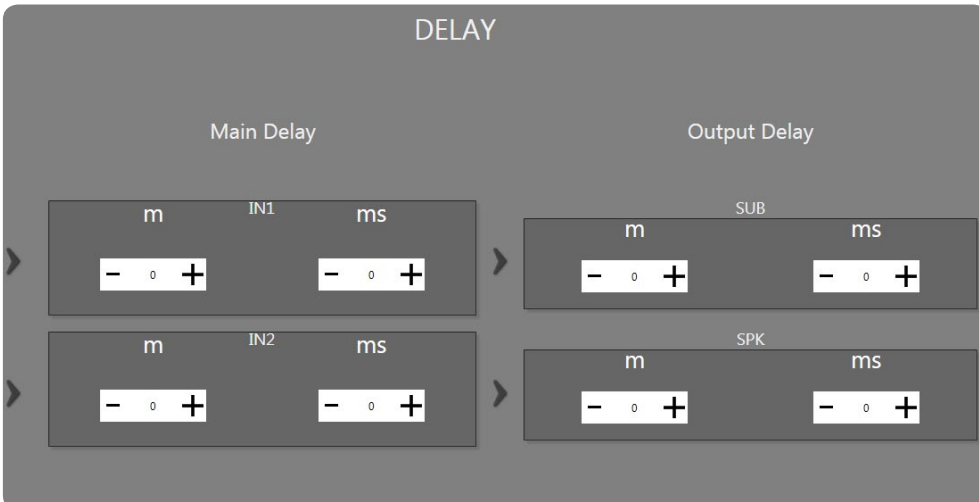 DELAY
Main Delay
Output Delay
IN1
m
ms
- 0 +
- 0 +
SUB
m
ms
- 0 +
- 0 +
IN2
m
ms
- 0 +
- 0 +
SPK
m
ms
- 0 +
- 0 +